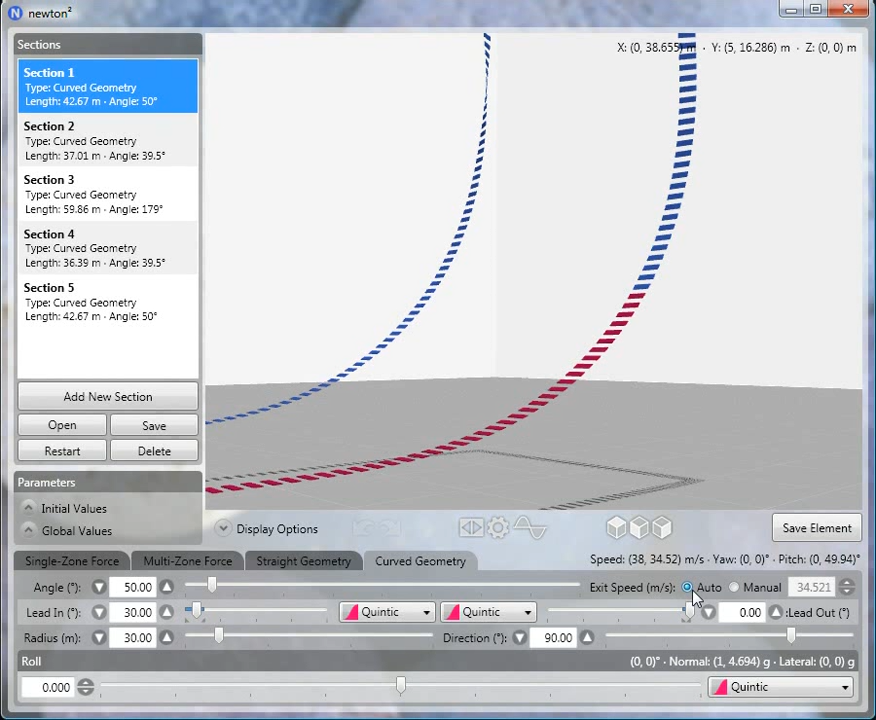 newton²
Sections
Section 1
Type: Curved Geometry
Length: 42.67 m · Angle: 50°
Section 2
Type: Curved Geometry
Length: 37.01 m · Angle: 39.5°
Section 3
Type: Curved Geometry
Length: 59.86 m · Angle: 179°
Section 4
Type: Curved Geometry
Length: 36.39 m · Angle: 39.5°
Section 5
Type: Curved Geometry
Length: 42.67 m · Angle: 50°
Add New Section
Open Save
Restart Delete
Parameters
Initial Values
Global Values
X: (0, 38.655) m · Y: (5, 16.286) m · Z: (0, 0) m
Display Options
Save Element
Single-Zone Force Multi-Zone Force Straight Geometry Curved Geometry
Speed: (38, 34.52) m/s · Yaw: (0, 0)° · Pitch: (0, 49.94)°
Angle (°): 50.00 Exit Speed (m/s): Auto Manual 34.521
Lead In (°): 30.00 Quintic Quintic 0.00 :Lead Out (°)
Radius (m): 30.00 Direction (°): 90.00
Roll (0, 0)° · Normal: (1, 4.694) g · Lateral: (0, 0) g
0.000 Quintic